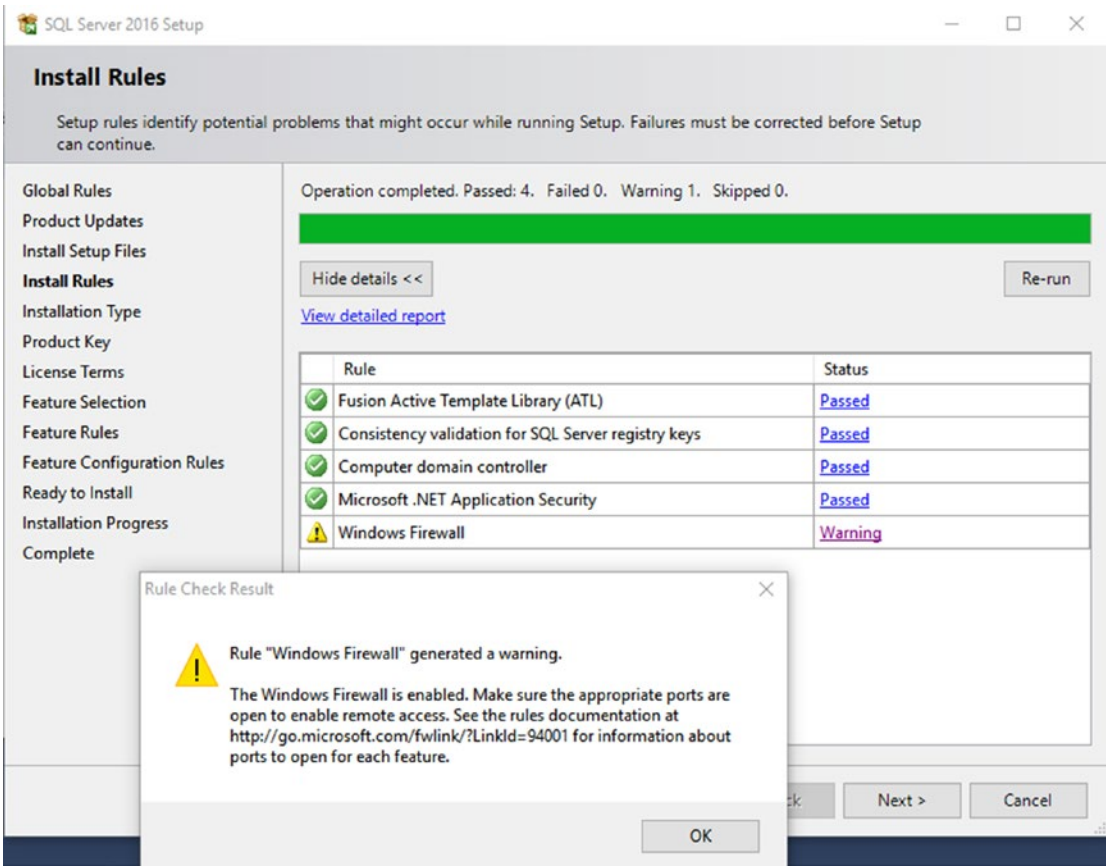 SQL Server 2016 Setup
Install Rules
Setup rules identify potential problems that might occur while running Setup. Failures must be corrected before Setup
can continue.
Global Rules
Product Updates
Install Setup Files
Install Rules
Installation Type
Product Key
License Terms
Feature Selection
Feature Rules
Feature Configuration Rules
Ready to Install
Installation Progress
Complete
Operation completed. Passed: 4. Failed 0. Warning 1. Skipped 0.
Hide details <<
Re-run
View detailed report
Rule Status
Fusion Active Template Library (ATL) Passed
Consistency validation for SQL Server registry keys Passed
Computer domain controller Passed
Microsoft .NET Application Security Passed
Windows Firewall Warning
Rule Check Result
Rule "Windows Firewall" generated a warning.
The Windows Firewall is enabled. Make sure the appropriate ports are
open to enable remote access. See the rules documentation at
http://go.microsoft.com/fwlink/?LinkId=94001 for information about
ports to open for each feature.
OK
Next >
Cancel